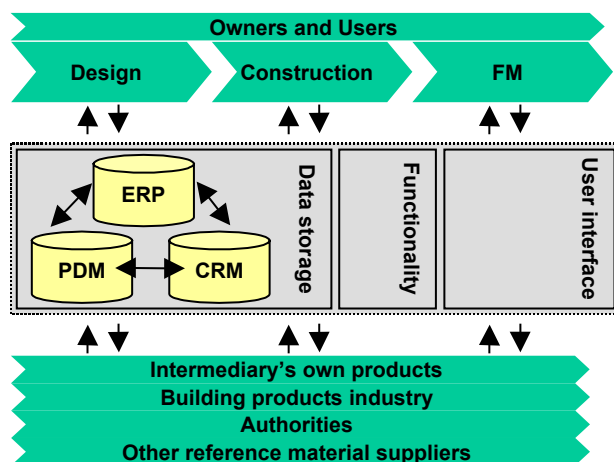 Owners and Users
Design
Construction
FM
ERP
PDM
CRM
Data storage
Functionality
User interface
Intermediary's own products
Building products industry
Authorities
Other reference material suppliers